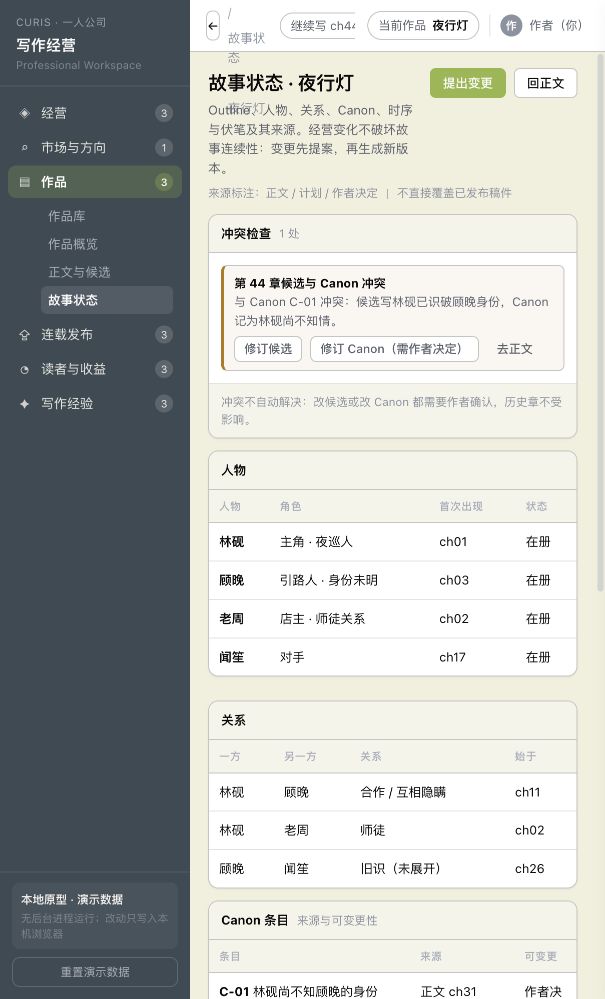 CURIS · 一人公司
写作经营
Professional Workspace
经营 3
市场与方向 1
作品 3
作品库
作品概览
正文与候选
故事状态
连载发布 3
读者与收益 3
写作经验 3
本地原型 · 演示数据
无后台进程运行；改动只写入本
机浏览器
重置演示数据
←
/
故事状
态
·
夜行灯
继续写 ch44
当前作品 夜行灯
作 作者（你）
故事状态 · 夜行灯
提出变更
回正文
Outline、人物、关系、Canon、时序
与伏笔及其来源。经营变化不破坏故
事连续性：变更先提案，再生成新版
本。
来源标注：正文 / 计划 / 作者决定 | 不直接覆盖已发布稿件
冲突检查 1 处
第 44 章候选与 Canon 冲突
与 Canon C-01 冲突：候选写林砚已识破顾晚身份，Canon
记为林砚尚不知情。
修订候选
修订 Canon（需作者决定）
去正文
冲突不自动解决：改候选或改 Canon 都需要作者确认，历史章不受
影响。
人物
人物 角色 首次出现 状态
林砚 主角 · 夜巡人 ch01 在册
顾晚 引路人 · 身份未明 ch03 在册
老周 店主 · 师徒关系 ch02 在册
闻笙 对手 ch17 在册
关系
一方 另一方 关系 始于
林砚 顾晚 合作 / 互相隐瞒 ch11
林砚 老周 师徒 ch02
顾晚 闻笙 旧识（未展开） ch26
Canon 条目 来源与可变更性
条目 来源 可变更
C-01 林砚尚不知顾晚的身份 正文 ch31 作者决